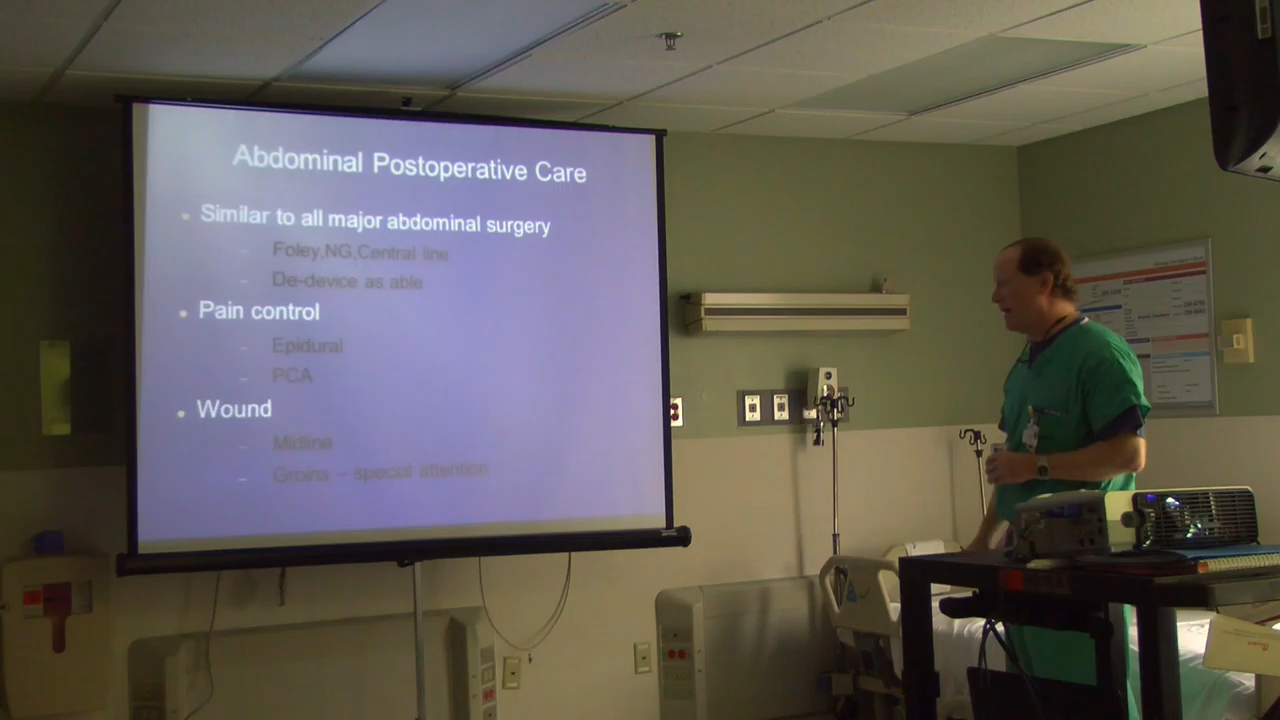 Abdominal Postoperative Care
• Similar to all major abdominal surgery
– Foley,NG,Central line
– De-device as able
• Pain control
– Epidural
– PCA
• Wound
– Midline
– Groins – special attention